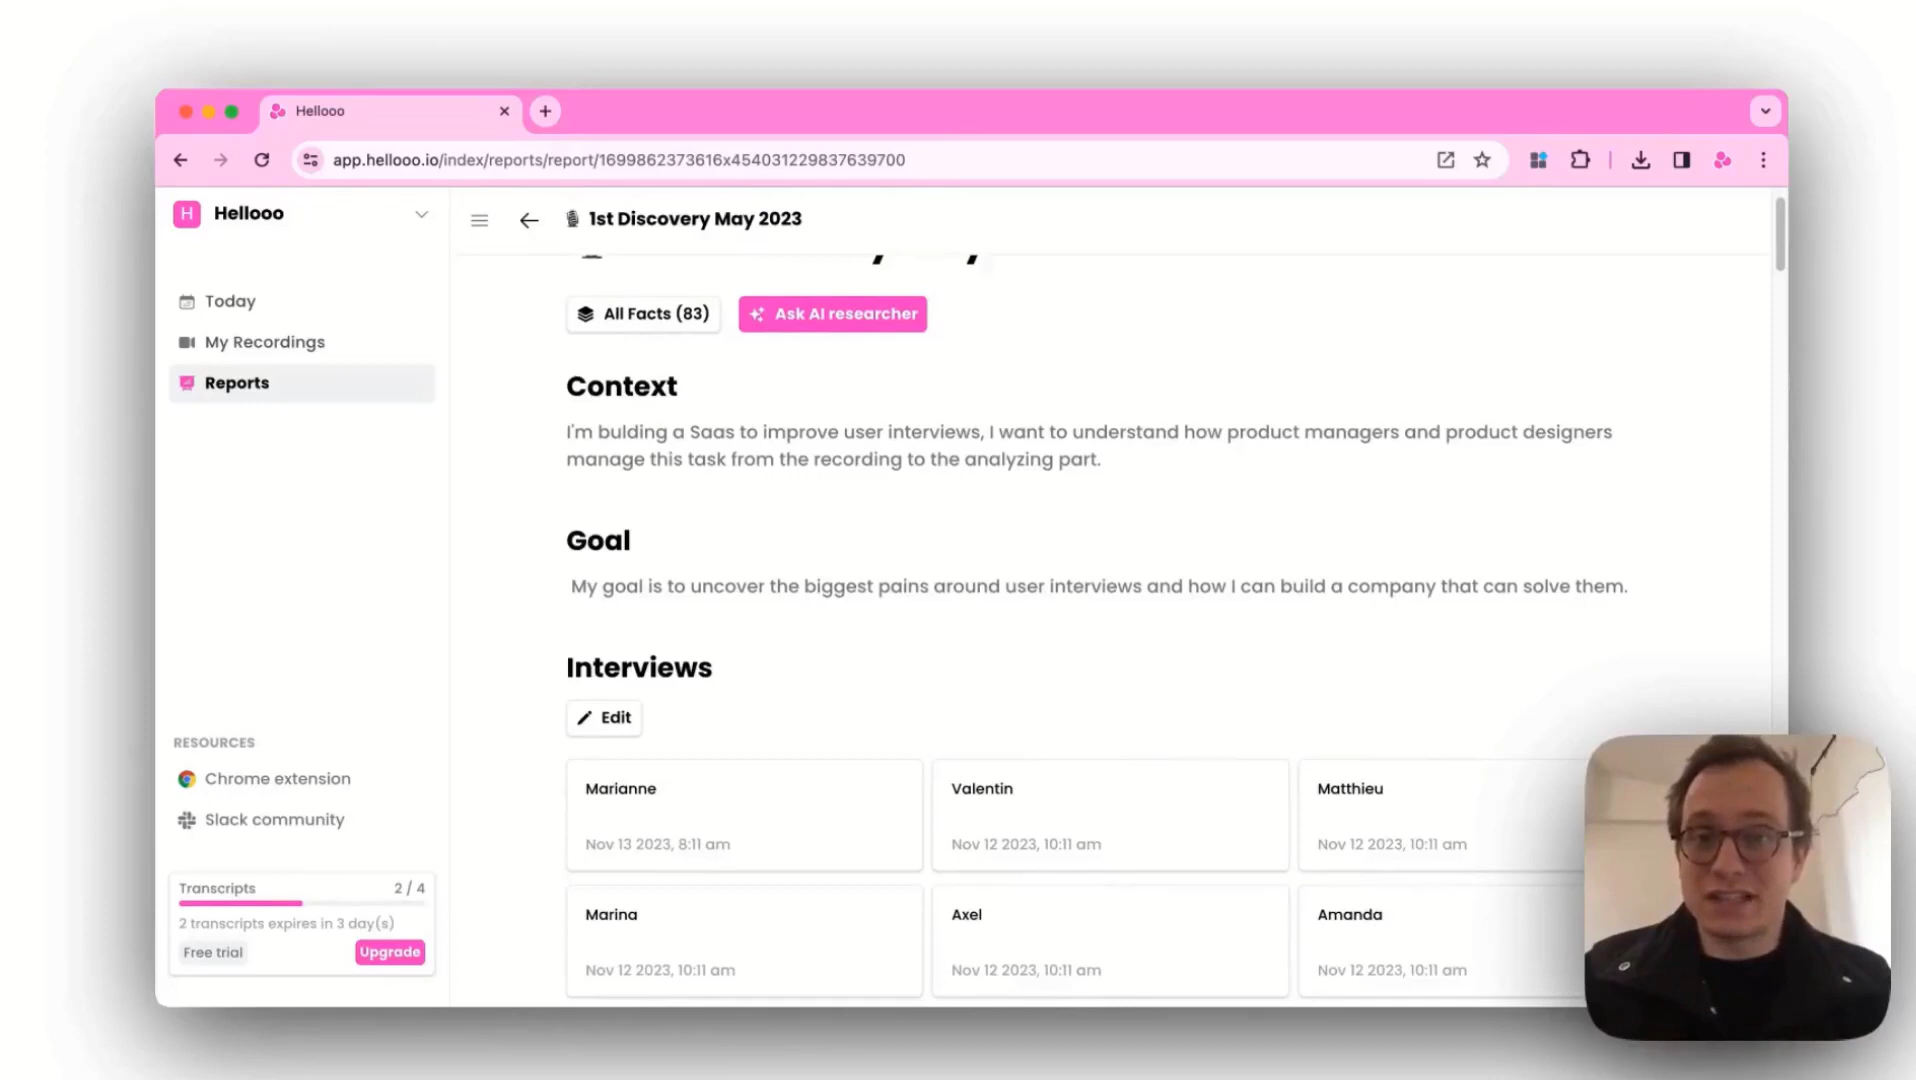 Hellooo
app.hellooo.io/index/reports/report/1699862373616x454031229837639700
H Hellooo
1st Discovery May 2023
Today
My Recordings
Reports
All Facts (83)
Ask AI researcher
Context
I'm bulding a Saas to improve user interviews, I want to understand how product managers and product designers
manage this task from the recording to the analyzing part.
Goal
My goal is to uncover the biggest pains around user interviews and how I can build a company that can solve them.
Interviews
Edit
RESOURCES
Chrome extension
Slack community
Transcripts 2 / 4
2 transcripts expires in 3 day(s)
Free trial
Upgrade
Marianne
Nov 13 2023, 8:11 am
Valentin
Nov 12 2023, 10:11 am
Matthieu
Nov 12 2023, 10:11 am
Marina
Nov 12 2023, 10:11 am
Axel
Nov 12 2023, 10:11 am
Amanda
Nov 12 2023, 10:11 am